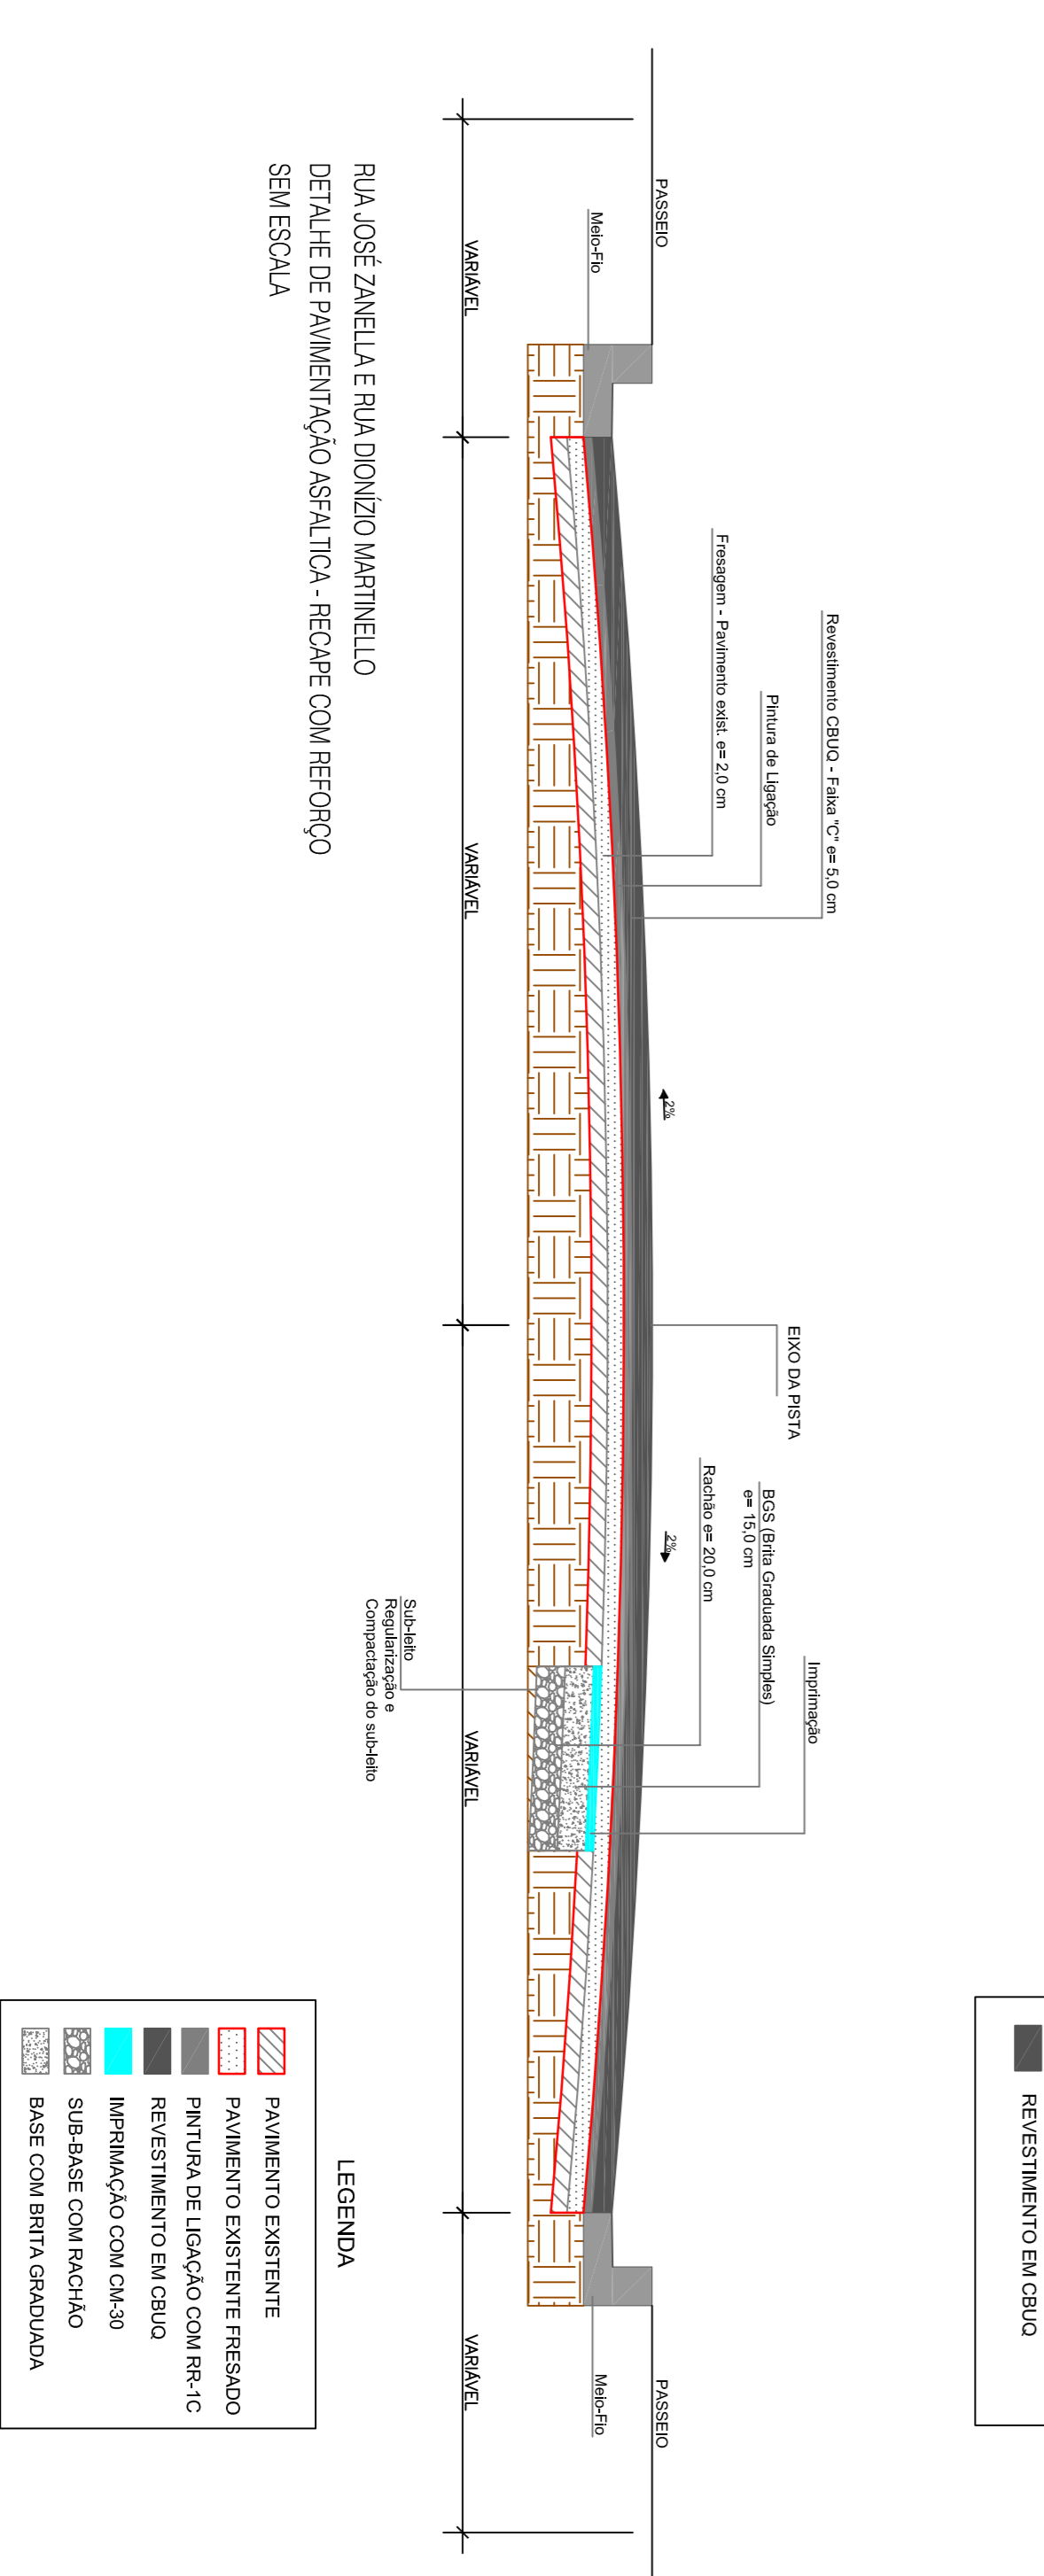 REVESTIMENTO EM CBUQ
Revestimento CBUQ - Faixa "C" e= 5,0 cm
Pintura de Ligação
Fresagem - Pavimento exist. e= 2,0 cm
EIXO DA PISTA
Imprimação
BGS (Brita Graduada Simples)
e= 15,0 cm
Rachão e= 20,0 cm
2%
2%
PASSEIO
PASSEIO
Meio-Fio
Meio-Fio
VARIÁVEL
VARIÁVEL
VARIÁVEL
VARIÁVEL
Sub-leito
Regularização e
Compactação do sub-leito
RUA JOSÉ ZANELLA E RUA DIONÍZIO MARTINELLO
DETALHE DE PAVIMENTAÇÃO ASFALTICA - RECAPE COM REFORÇO
SEM ESCALA
LEGENDA
PAVIMENTO EXISTENTE
PAVIMENTO EXISTENTE FRESADO
PINTURA DE LIGAÇÃO COM RR-1C
REVESTIMENTO EM CBUQ
IMPRIMAÇÃO COM CM-30
SUB-BASE COM RACHÃO
BASE COM BRITA GRADUADA